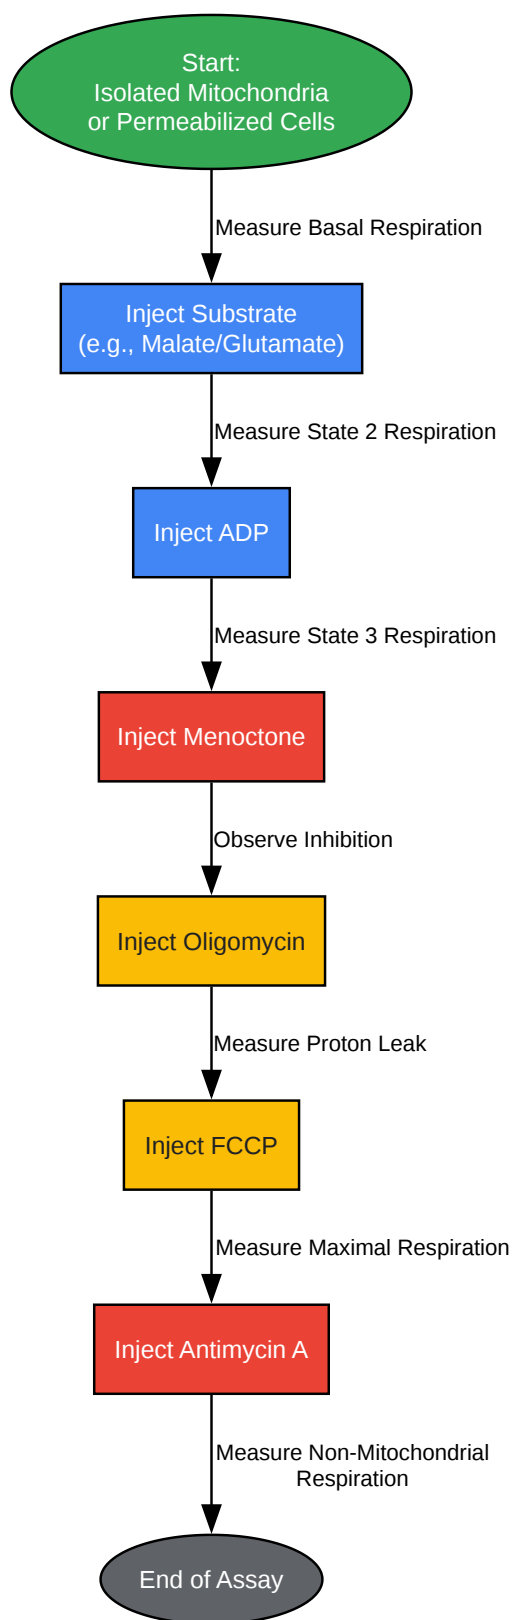 Start:
Isolated Mitochondria
or Permeabilized Cells
Measure Basal Respiration
Inject Substrate
(e.g., Malate/Glutamate)
Measure State 2 Respiration
Inject ADP
Measure State 3 Respiration
Inject Menoctone
Observe Inhibition
Inject Oligomycin
Measure Proton Leak
Inject FCCP
Measure Maximal Respiration
Inject Antimycin A
Measure Non-Mitochondrial
Respiration
End of Assay